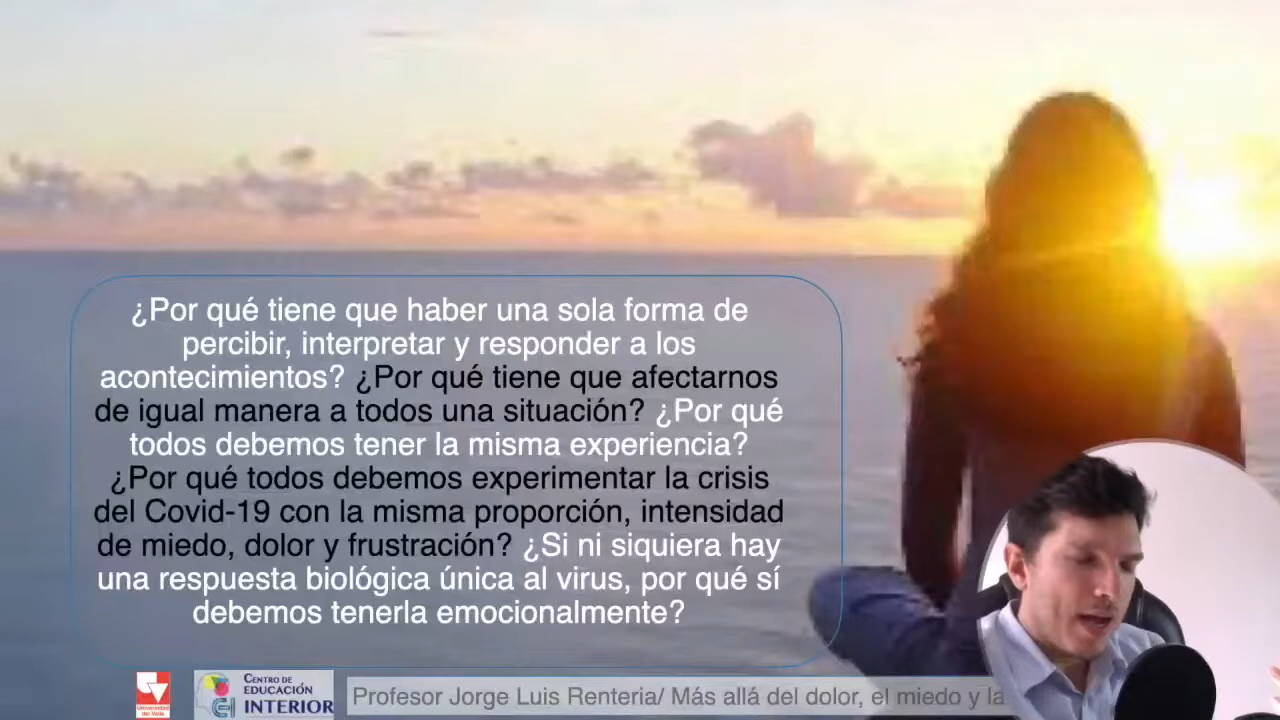 ¿Por qué tiene que haber una sola forma de
percibir, interpretar y responder a los
acontecimientos? ¿Por qué tiene que afectarnos
de igual manera a todos una situación? ¿Por qué
todos debemos tener la misma experiencia?
¿Por qué todos debemos experimentar la crisis
del Covid-19 con la misma proporción, intensidad
de miedo, dolor y frustración? ¿Si ni siquiera hay
una respuesta biológica única al virus, por qué sí
debemos tenerla emocionalmente?
Universidad
del Valle
CENTRO DE
EDUCACIÓN
INTERIOR
Profesor Jorge Luis Renteria/ Más allá del dolor, el miedo y la